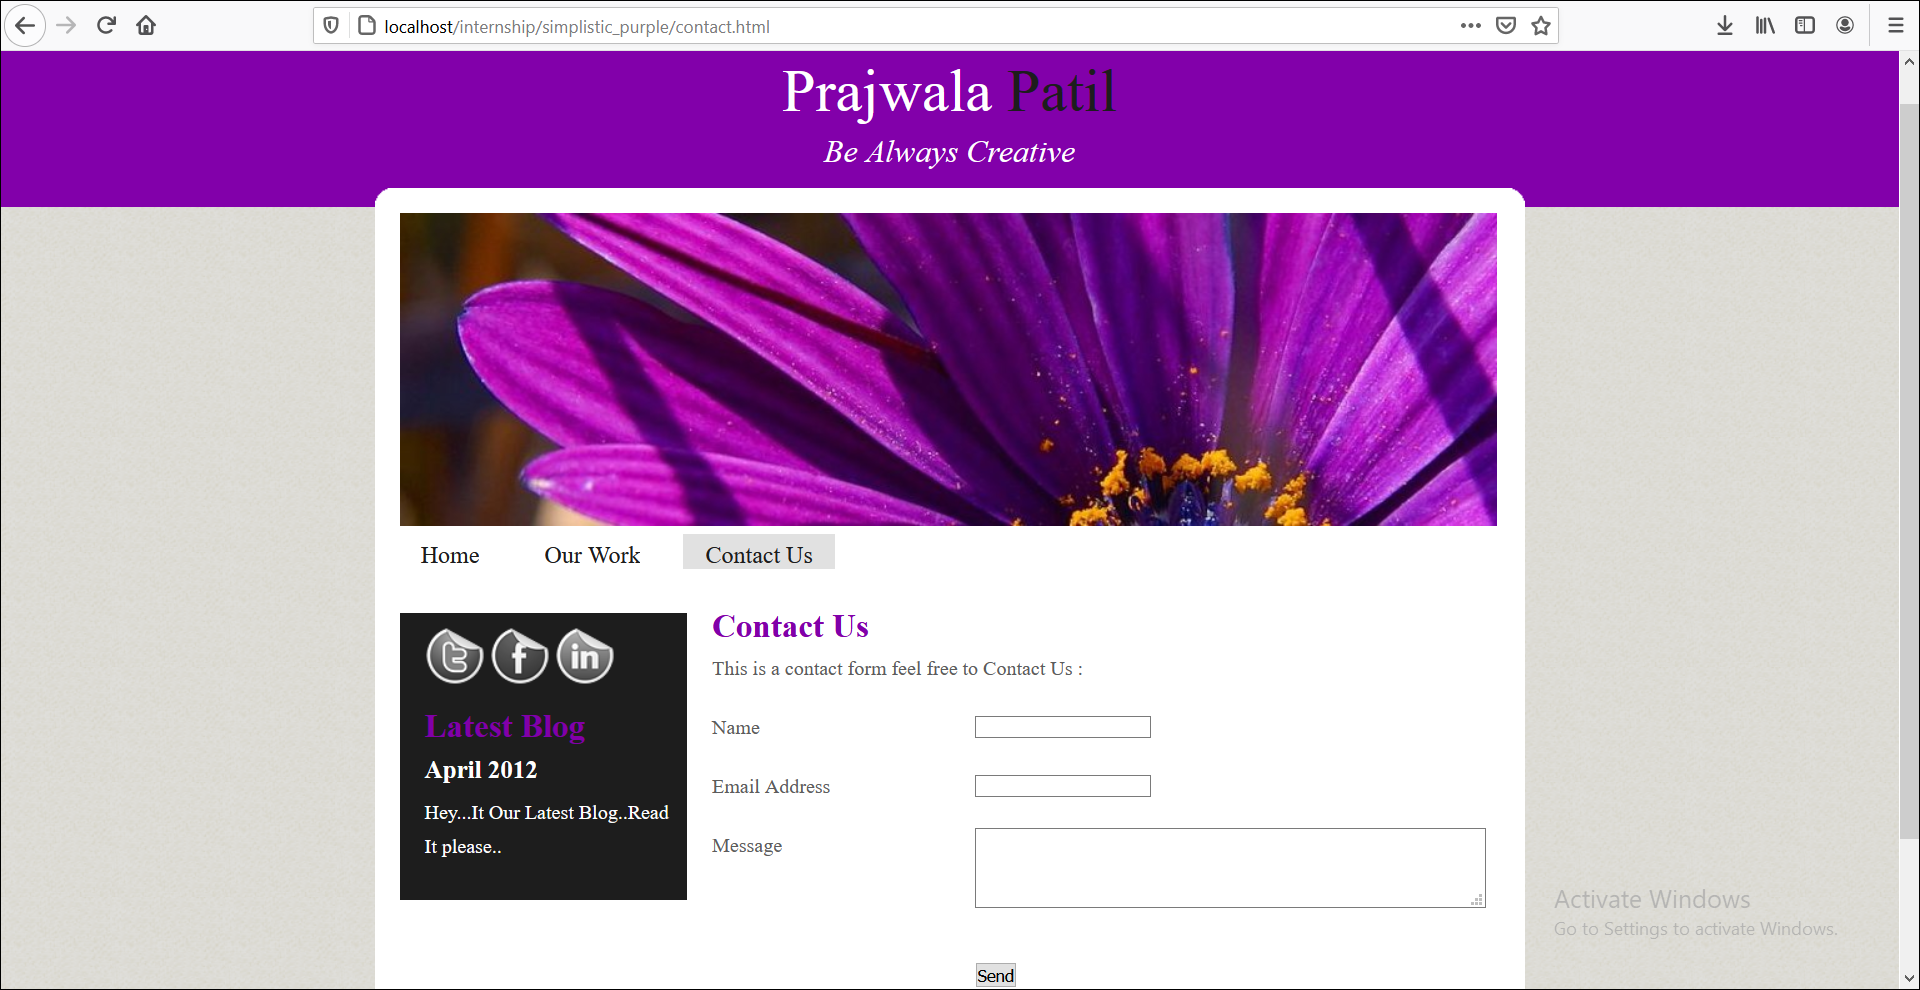 localhost/internship/simplistic_purple/contact.html
Prajwala Patil
Be Always Creative
Home Our Work Contact Us
Latest Blog
April 2012
Hey...It Our Latest Blog..Read
It please..
Contact Us
This is a contact form feel free to Contact Us :
Name
Email Address
Message
Send
Activate Windows
Go to Settings to activate Windows.